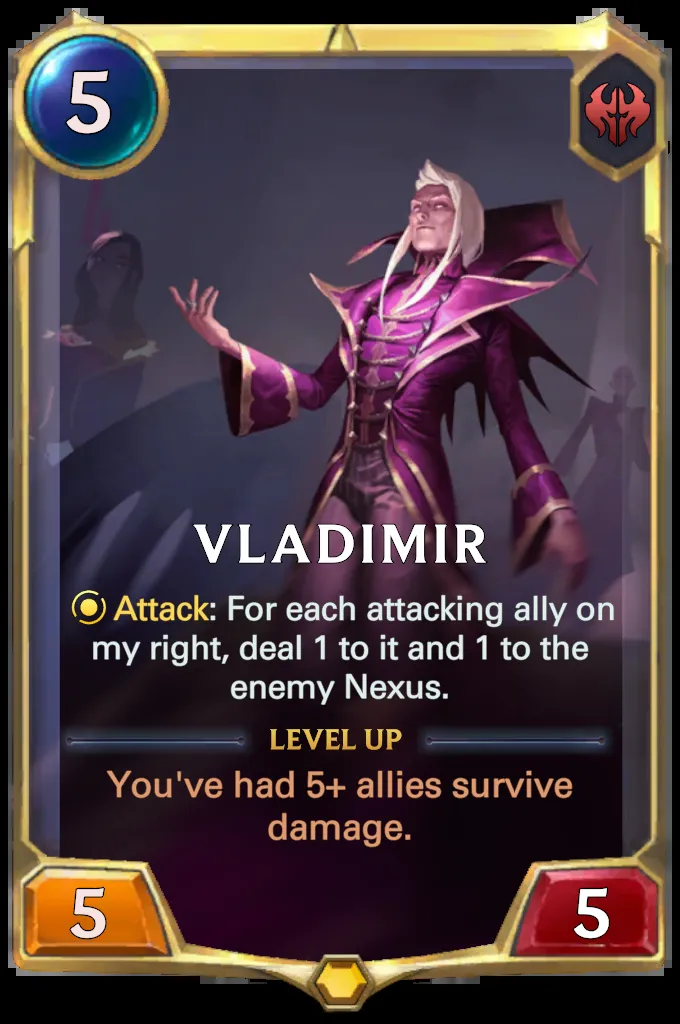 5
VLADIMIR
Attack: For each attacking ally on
my right, deal 1 to it and 1 to the
enemy Nexus.
LEVEL UP
You've had 5+ allies survive
damage.
5 5